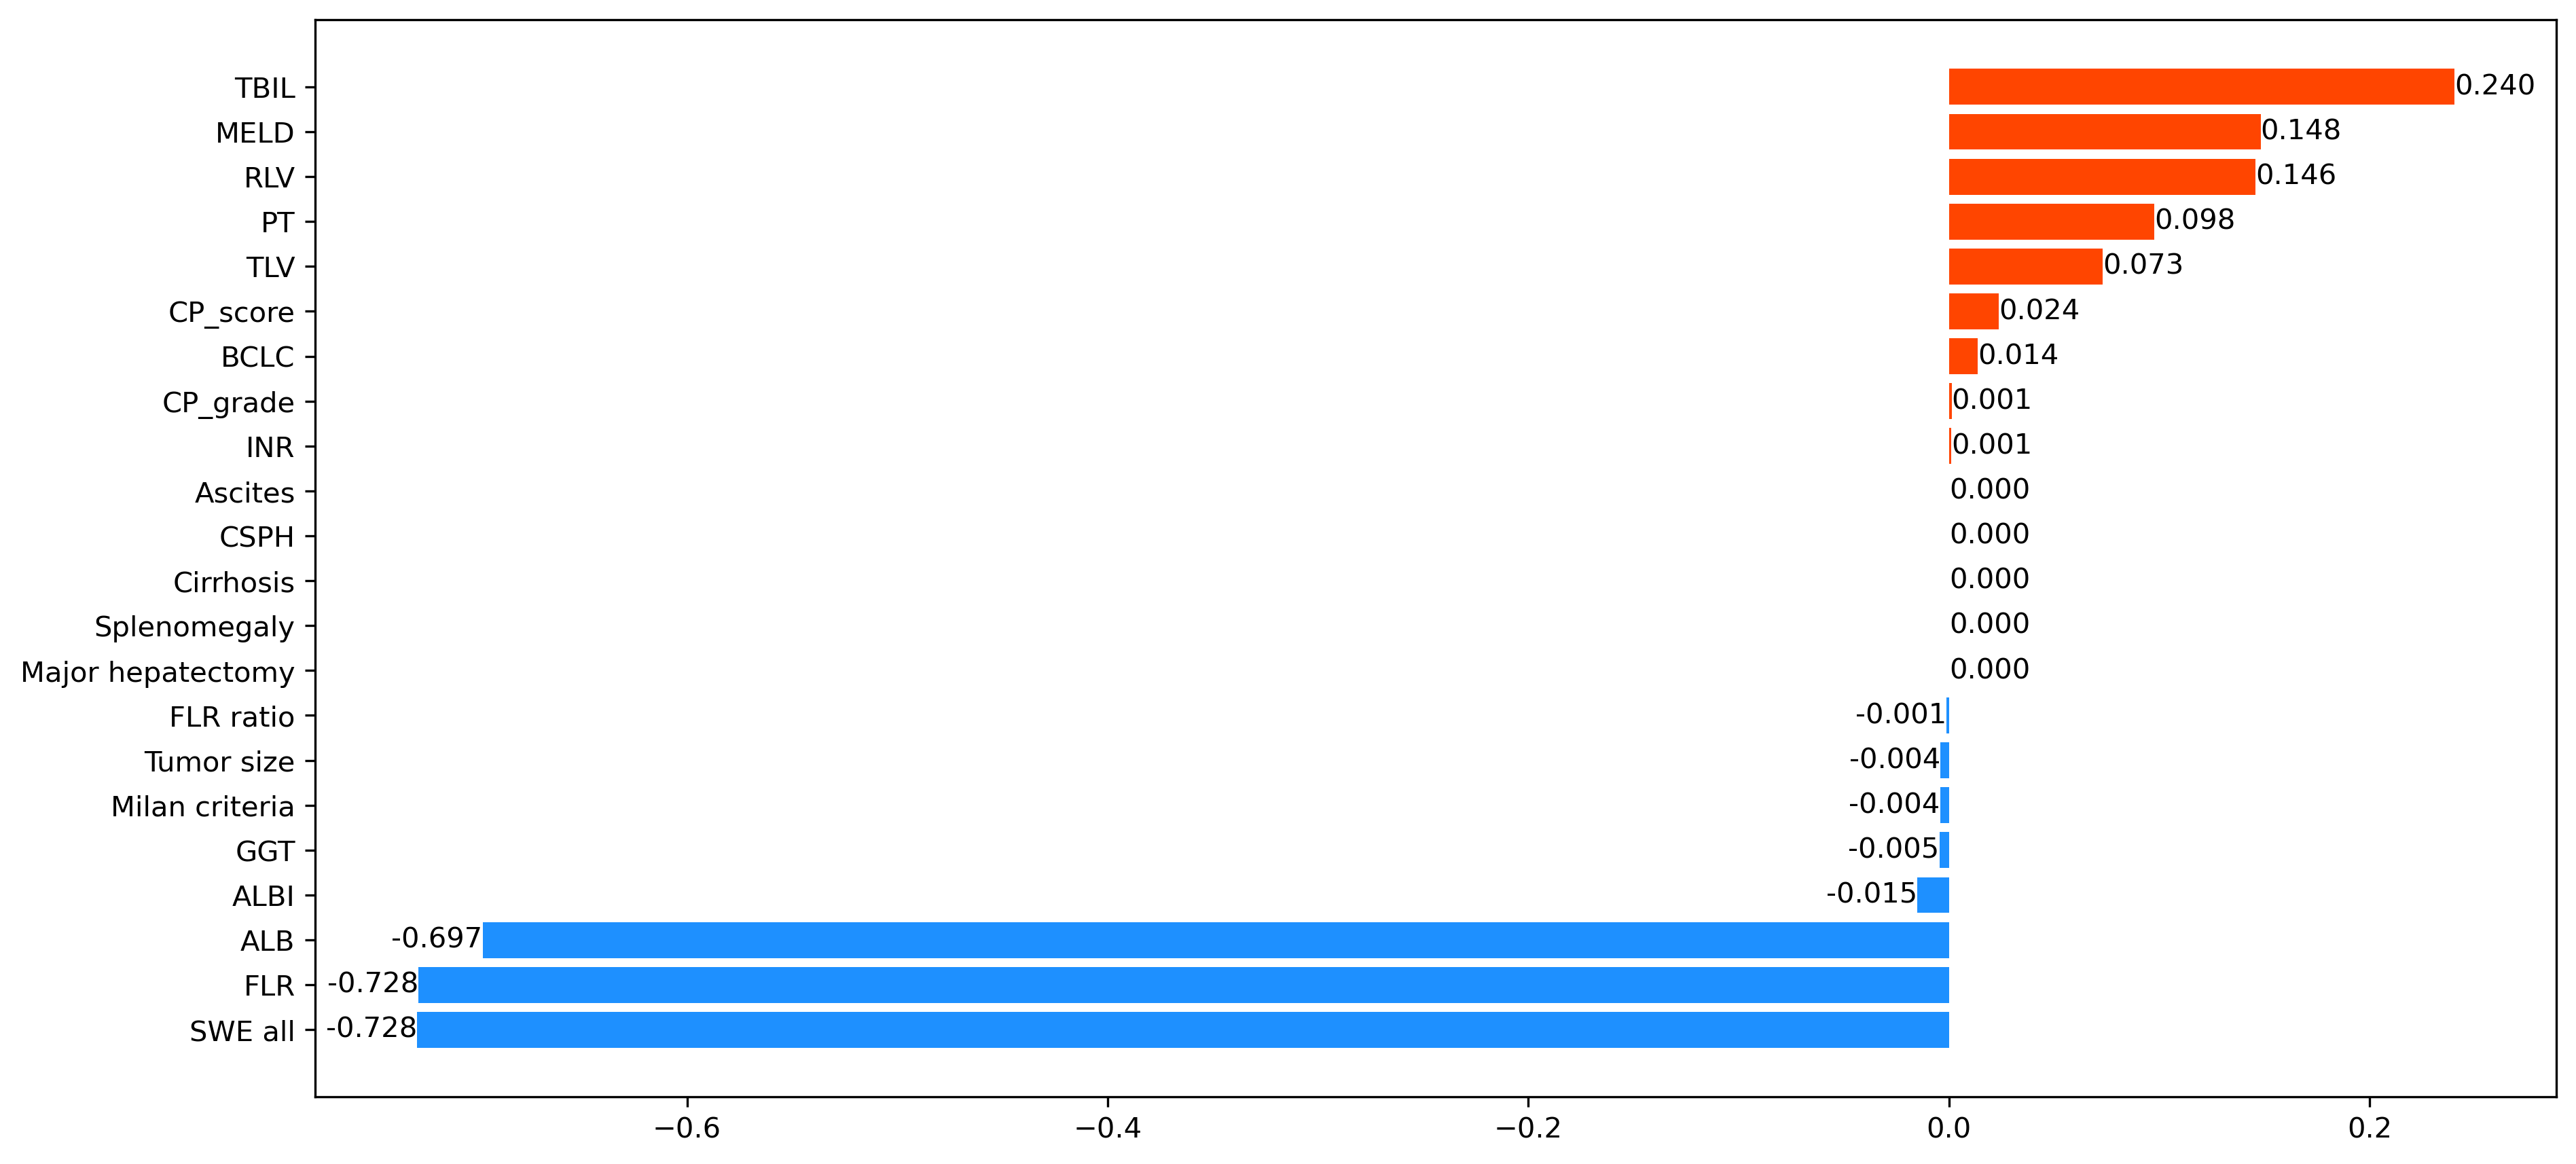 TBIL 0.240
MELD 0.148
RLV 0.146
PT 0.098
TLV 0.073
CP_score 0.024
BCLC 0.014
CP_grade 0.001
INR 0.001
Ascites 0.000
CSPH 0.000
Cirrhosis 0.000
Splenomegaly 0.000
Major hepatectomy 0.000
FLR ratio -0.001
Tumor size -0.004
Milan criteria -0.004
GGT -0.005
ALBI -0.015
ALB -0.697
FLR -0.728
SWE all -0.728
−0.6 −0.4 −0.2 0.0 0.2